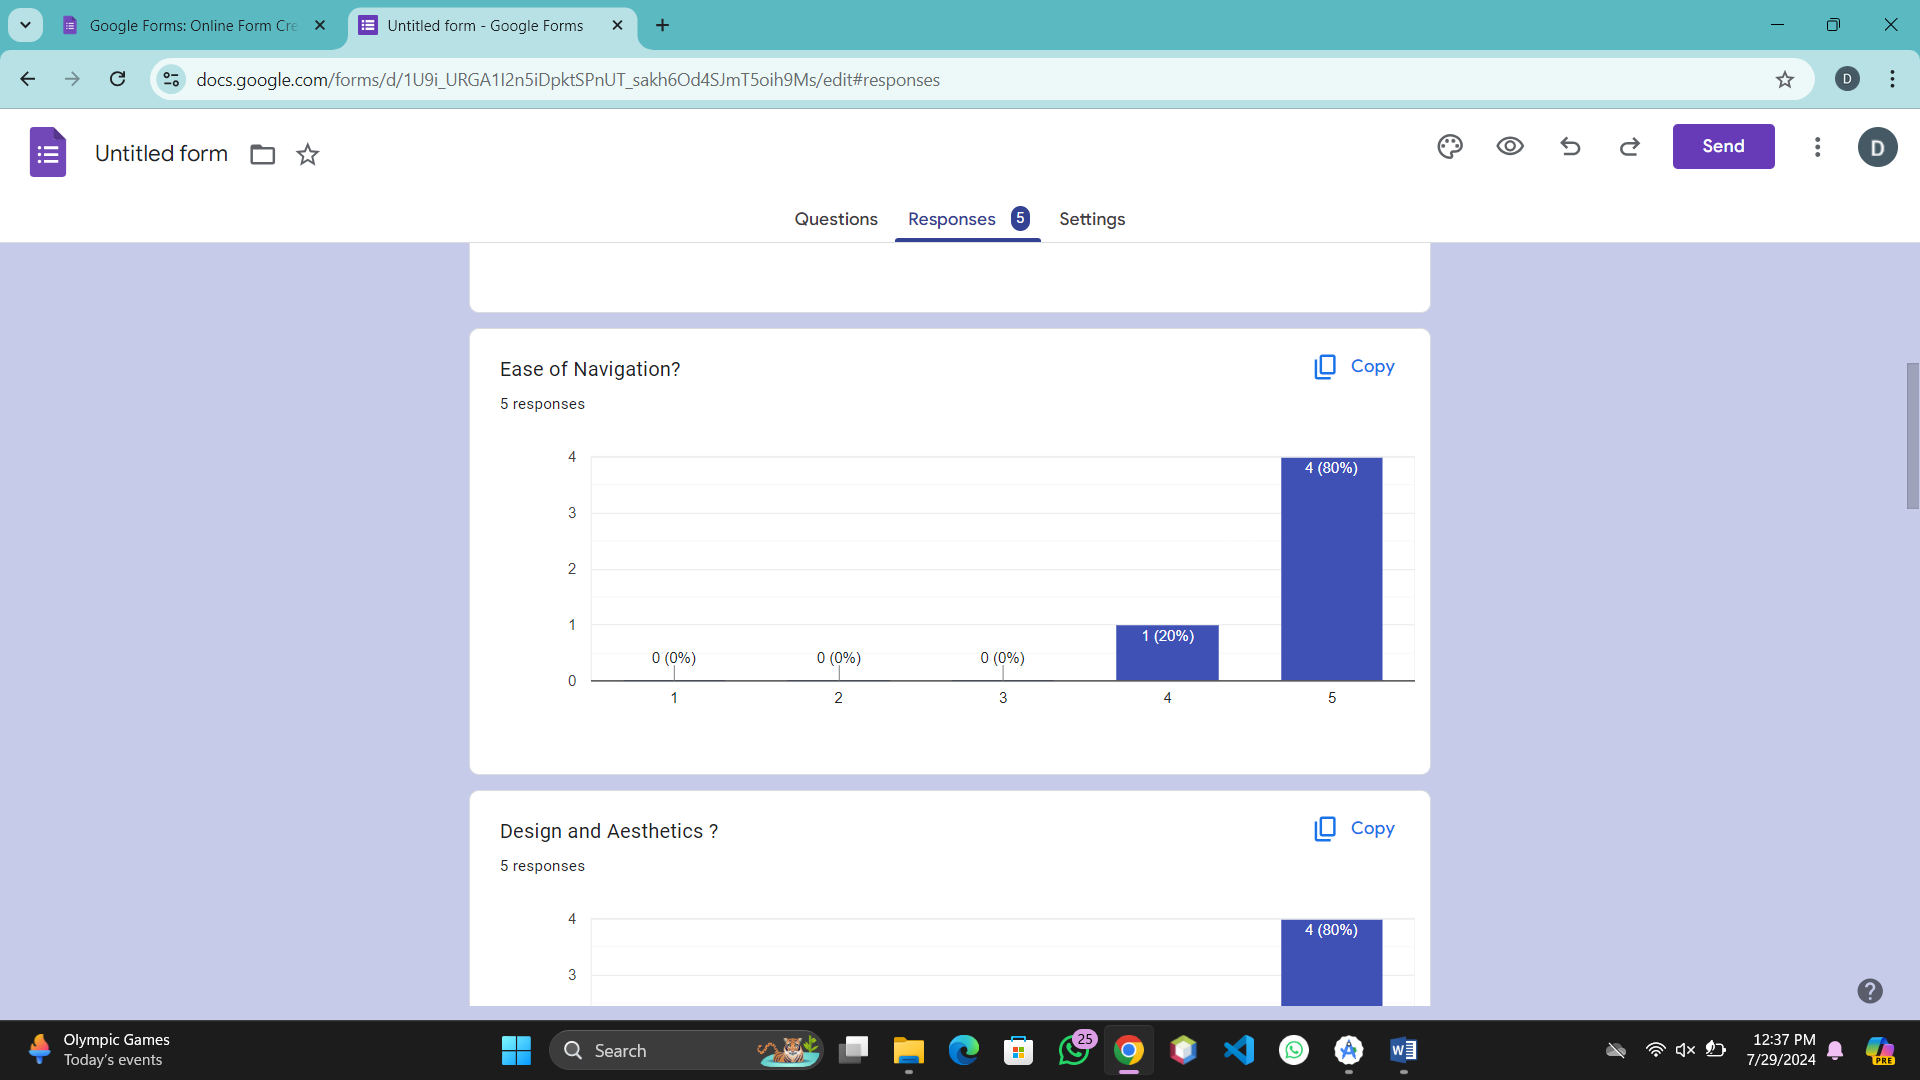 Google Forms: Online Form Cre
Untitled form - Google Forms
docs.google.com/forms/d/1U9i_URGA1I2n5iDpktSPnUT_sakh6Od4SJmT5oih9Ms/edit#responses
D
Untitled form
Send
D
Questions
Responses 5
Settings
Ease of Navigation?
Copy
5 responses
4
4 (80%)
3
2
1
1 (20%)
0 (0%)
0 (0%)
0 (0%)
0
1
2
3
4
5
Design and Aesthetics ?
Copy
5 responses
4
4 (80%)
3
Olympic Games
Today's events
Search
25
W
12:37 PM
7/29/2024
PRE